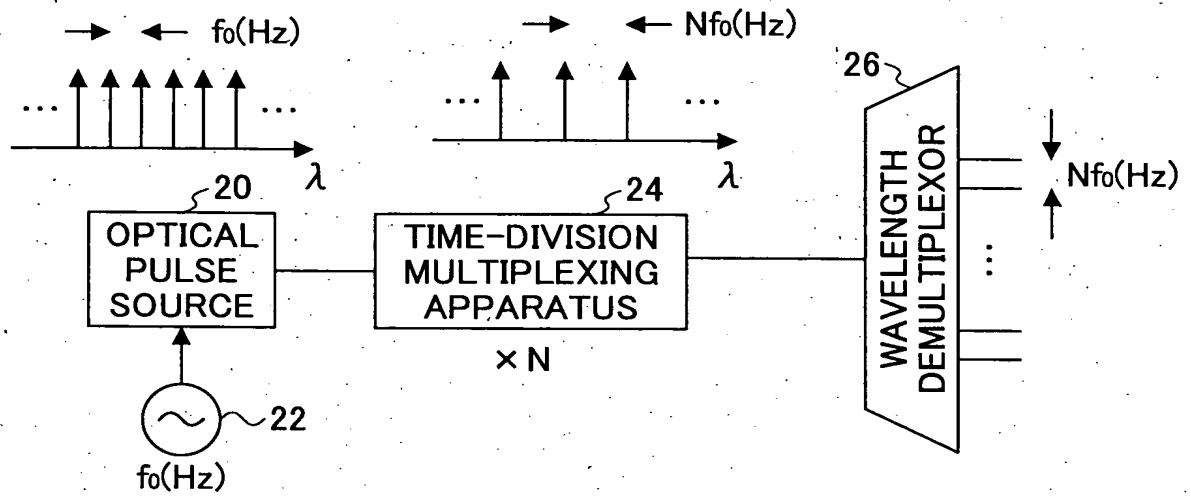 f0(Hz)
Nf0(Hz)
... ...
... ...
λ
λ
20
OPTICAL
PULSE
SOURCE
24
TIME-DIVISION
MULTIPLEXING
APPARATUS
× N
22
f0(Hz)
26
WAVELENGTH
DEMULTIPLEXOR
Nf0(Hz)
...